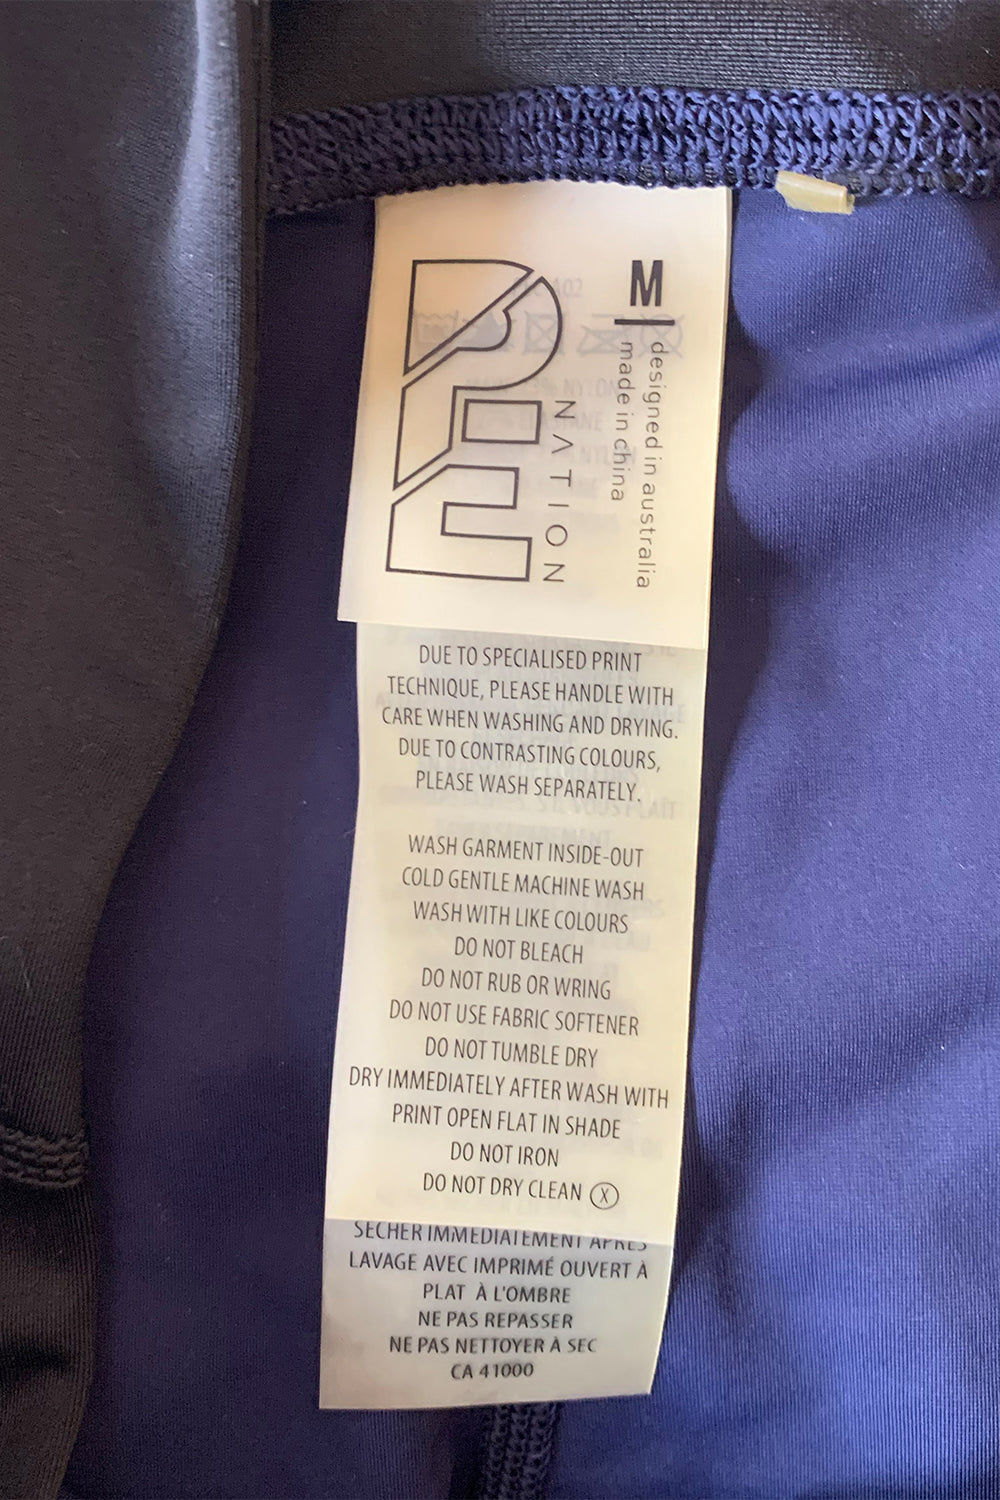 M
designed in australia
made in china
PE NATION
DUE TO SPECIALISED PRINT
TECHNIQUE, PLEASE HANDLE WITH
CARE WHEN WASHING AND DRYING.
DUE TO CONTRASTING COLOURS,
PLEASE WASH SEPARATELY.
WASH GARMENT INSIDE-OUT
COLD GENTLE MACHINE WASH
WASH WITH LIKE COLOURS
DO NOT BLEACH
DO NOT RUB OR WRING
DO NOT USE FABRIC SOFTENER
DO NOT TUMBLE DRY
DRY IMMEDIATELY AFTER WASH WITH
PRINT OPEN FLAT IN SHADE
DO NOT IRON
DO NOT DRY CLEAN Ⓧ
SECHER IMMEDIATEMENT APRES
LAVAGE AVEC IMPRIMÉ OUVERT À
PLAT À L'OMBRE
NE PAS REPASSER
NE PAS NETTOYER À SEC
CA 41000